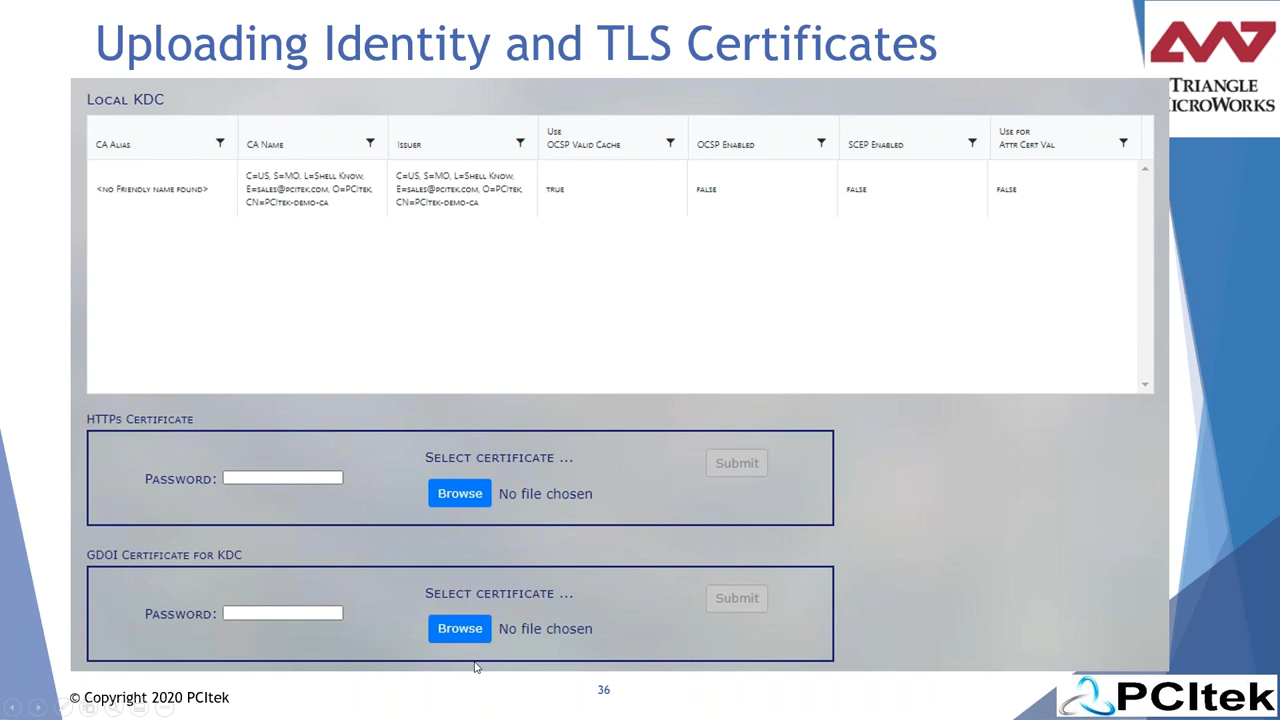 Uploading Identity and TLS Certificates
TRIANGLE
MICROWORKS
LOCAL KDC
CA ALIAS
CA NAME
ISSUER
USE
OCSP VALID CACHE
OCSP ENABLED
SCEP ENABLED
USE FOR
ATTR CERT VAL
<NO FRIENDLY NAME FOUND>
C=US, S=MO, L=SHELL KNOW,
E=SALES@PCITEK.COM, O=PCITEK,
CN=PCITEK-DEMO-CA
C=US, S=MO, L=SHELL KNOW,
E=SALES@PCITEK.COM, O=PCITEK,
CN=PCITEK-DEMO-CA
TRUE
FALSE
FALSE
FALSE
HTTPS CERTIFICATE
PASSWORD:
SELECT CERTIFICATE ...
Browse No file chosen
Submit
GDOI CERTIFICATE FOR KDC
PASSWORD:
SELECT CERTIFICATE ...
Browse No file chosen
Submit
© Copyright 2020 PCItek
36
PCItek